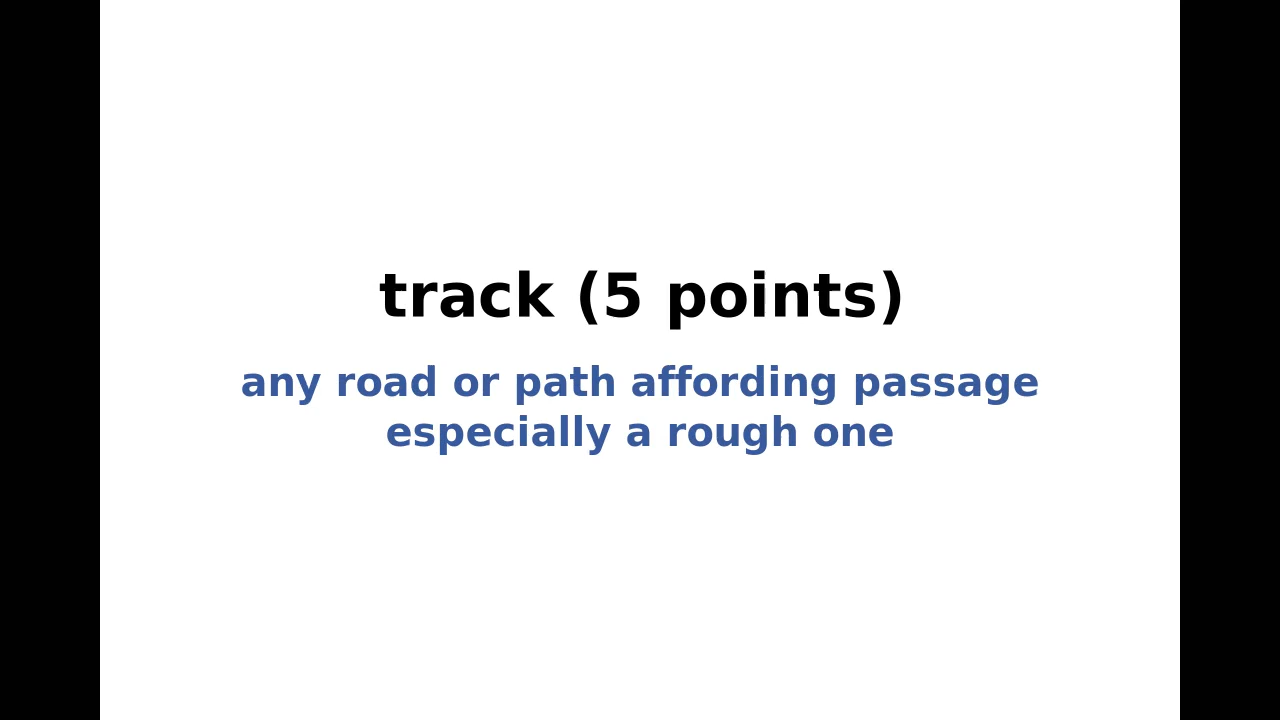 track (5 points)
any road or path affording passage
especially a rough one